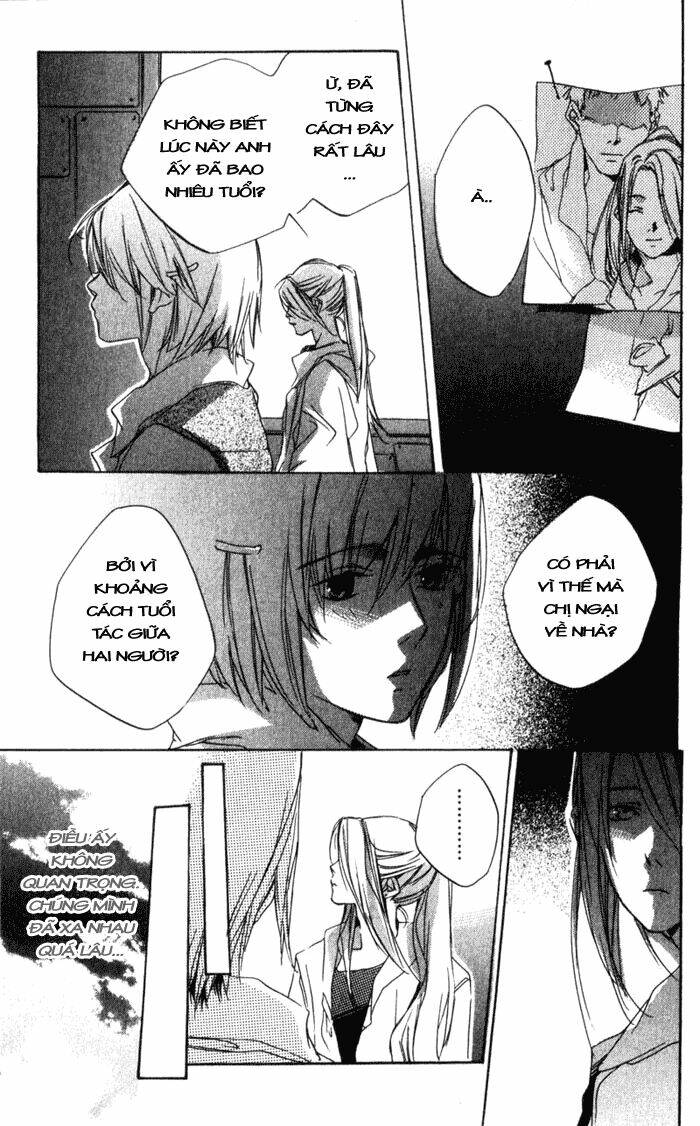 À..
Ừ, ĐÃ
TỪNG
CÁCH ĐÂY
RẤT LÂU
...
KHÔNG BIẾT
LÚC NÀY ANH
ẤY ĐÃ BAO
NHIÊU TUỔI?
CÓ PHẢI
VÌ THẾ MÀ
CHỊ NGẠI
VỀ NHÀ?
BỞI VÌ
KHOẢNG
CÁCH TUỔI
TÁC GIỮA
HAI NGƯỜI?
........
ĐIỀU ẤY
KHÔNG
QUAN TRỌNG.
CHÚNG MÌNH
ĐÃ XA NHAU
QUÁ LÂU...